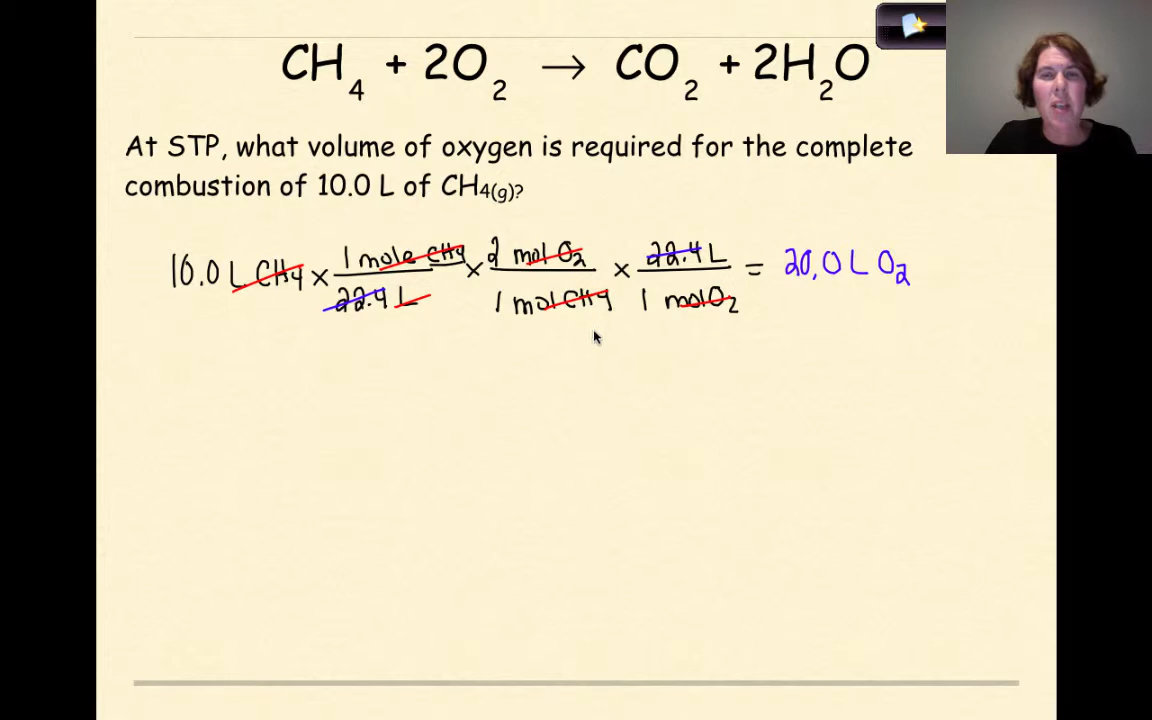 CH₄ + 2O₂ → CO₂ + 2H₂O
At STP, what volume of oxygen is required for the complete
combustion of 10.0 L of CH₄₍g₎?
10.0 L CH4 × 1 mole CH4 / 22.4 L × 2 mol O₂ / 1 mol CH4 × 22.4 L / 1 mol O₂ = 20.0 L O₂